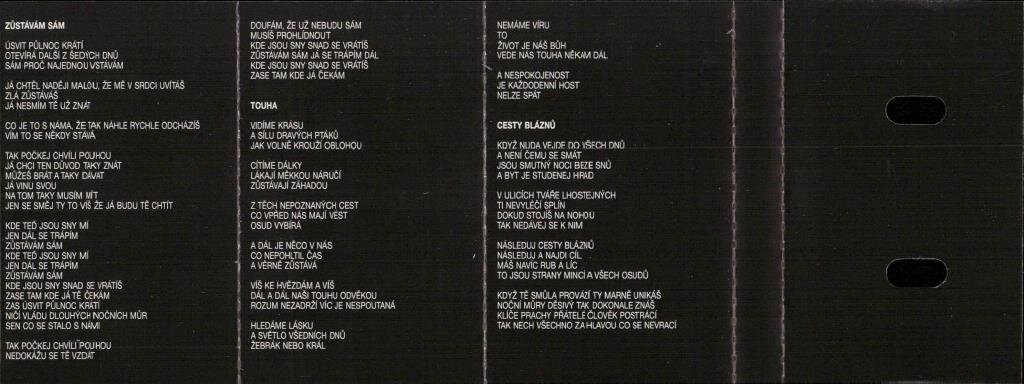 ZŮSTÁVÁM SÁM
ÚSVIT PŮLNOC KRÁTÍ
OTEVÍRÁ DALŠÍ Z ŠEDÝCH DNŮ
SÁM PROČ NAJEDNOU VSTÁVÁM
JÁ CHTĚL NADĚJI MALOU, ŽE MĚ V SRDCI UVÍTÁŠ
ZLÁ ZŮSTÁVÁŠ
JÁ NESMÍM TĚ UŽ ZNÁT
CO JE TO S NÁMA, ŽE TAK NÁHLE RYCHLE ODCHÁZÍŠ
VÍM TO SE NĚKDY STÁVÁ
TAK POČKEJ CHVÍLI POUHOU
JÁ CHCI TEN DŮVOD TAKY ZNÁT
MŮŽEŠ BRÁT A TAKY DÁVAT
JÁ VINU SVOU
NA TOM TAKY MUSÍM MÍT
JEN SE SMĚJ TY TO VÍŠ ŽE JÁ BUDU TĚ CHTÍT
KDE TEĎ JSOU SNY MÍ
JEN DÁL SE TRÁPÍM
ZŮSTÁVÁM SÁM
KDE TEĎ JSOU SNY MÍ
JEN DÁL SE TRÁPÍM
ZŮSTÁVÁM SÁM
KDE JSOU SNY SNAD SE VRÁTÍŠ
ZASE TAM KDE JÁ TĚ ČEKÁM
ZAS ÚSVIT PŮLNOC KRÁTÍ
NIČÍ VLÁDU DLOUHÝCH NOČNÍCH MŮR
SEN CO SE STALO S NÁMI
TAK POČKEJ CHVÍLI POUHOU
NEDOKÁŽU SE TĚ VZDÁT
DOUFÁM, ŽE UŽ NEBUDU SÁM
MUSÍŠ PROHLÍDNOUT
KDE JSOU SNY SNAD SE VRÁTÍŠ
ZŮSTÁVÁM SÁM JÁ SE TRÁPÍM DÁL
KDE JSOU SNY SNAD SE VRÁTÍŠ
ZASE TAM KDE JÁ ČEKÁM
TOUHA
VIDÍME KRÁSU
A SÍLU DRAVÝCH PTÁKŮ
JAK VOLNĚ KROUŽÍ OBLOHOU
CÍTÍME DÁLKY
LÁKAJÍ MĚKKOU NÁRUČÍ
ZŮSTÁVAJÍ ZÁHADOU
Z TĚCH NEPOZNANÝCH CEST
CO VPŘED NÁS MAJÍ VÉST
OSUD VYBÍRÁ
A DÁL JE NĚCO V NÁS
CO NEPOHLTIL ČAS
A VĚRNĚ ZŮSTÁVÁ
VÍŠ KE HVĚZDÁM A VÍŠ
DÁL A DÁL NAŠI TOUHU ODVĚKOU
ROZUM NEZADRŽÍ VÍC JE NESPOUTANÁ
HLEDÁME LÁSKU
A SVĚTLO VŠEDNÍCH DNŮ
ŽEBRÁK NEBO KRÁL
NEMÁME VÍRU
TO
ŽIVOT JE NÁŠ BŮH
VEDE NÁS TOUHA NĚKAM DÁL
A NESPOKOJENOST
JE KAŽDODENNÍ HOST
NELZE SPÁT
CESTY BLÁZNŮ
KDYŽ NUDA VEJDE DO VŠECH DNŮ
A NENÍ ČEMU SE SMÁT
JSOU SMUTNÝ NOCI BEZE SNŮ
A BYT JE STUDENEJ HRAD
V ULICÍCH TVÁŘE LHOSTEJNÝCH
TI NEVYLÉČÍ SPLÍN
DOKUD STOJÍŠ NA NOHOU
TAK NEDÁVEJ SE K NIM
NÁSLEDUJ CESTY BLÁZNŮ
NÁSLEDUJ A NAJDI CÍL
MÁŠ NAVÍC RUB A LÍC
TO JSOU STRANY MINCÍ A VŠECH OSUDŮ
KDYŽ TĚ SMŮLA PROVÁZÍ TY MARNĚ UNIKÁŠ
NOČNÍ MŮRY DĚSIVÝ TAK DOKONALE ZNÁŠ
KLÍČE PRACHY PŘÁTELÉ ČLOVĚK POSTRÁCÍ
TAK NECH VŠECHNO ZA HLAVOU CO SE NEVRACÍ